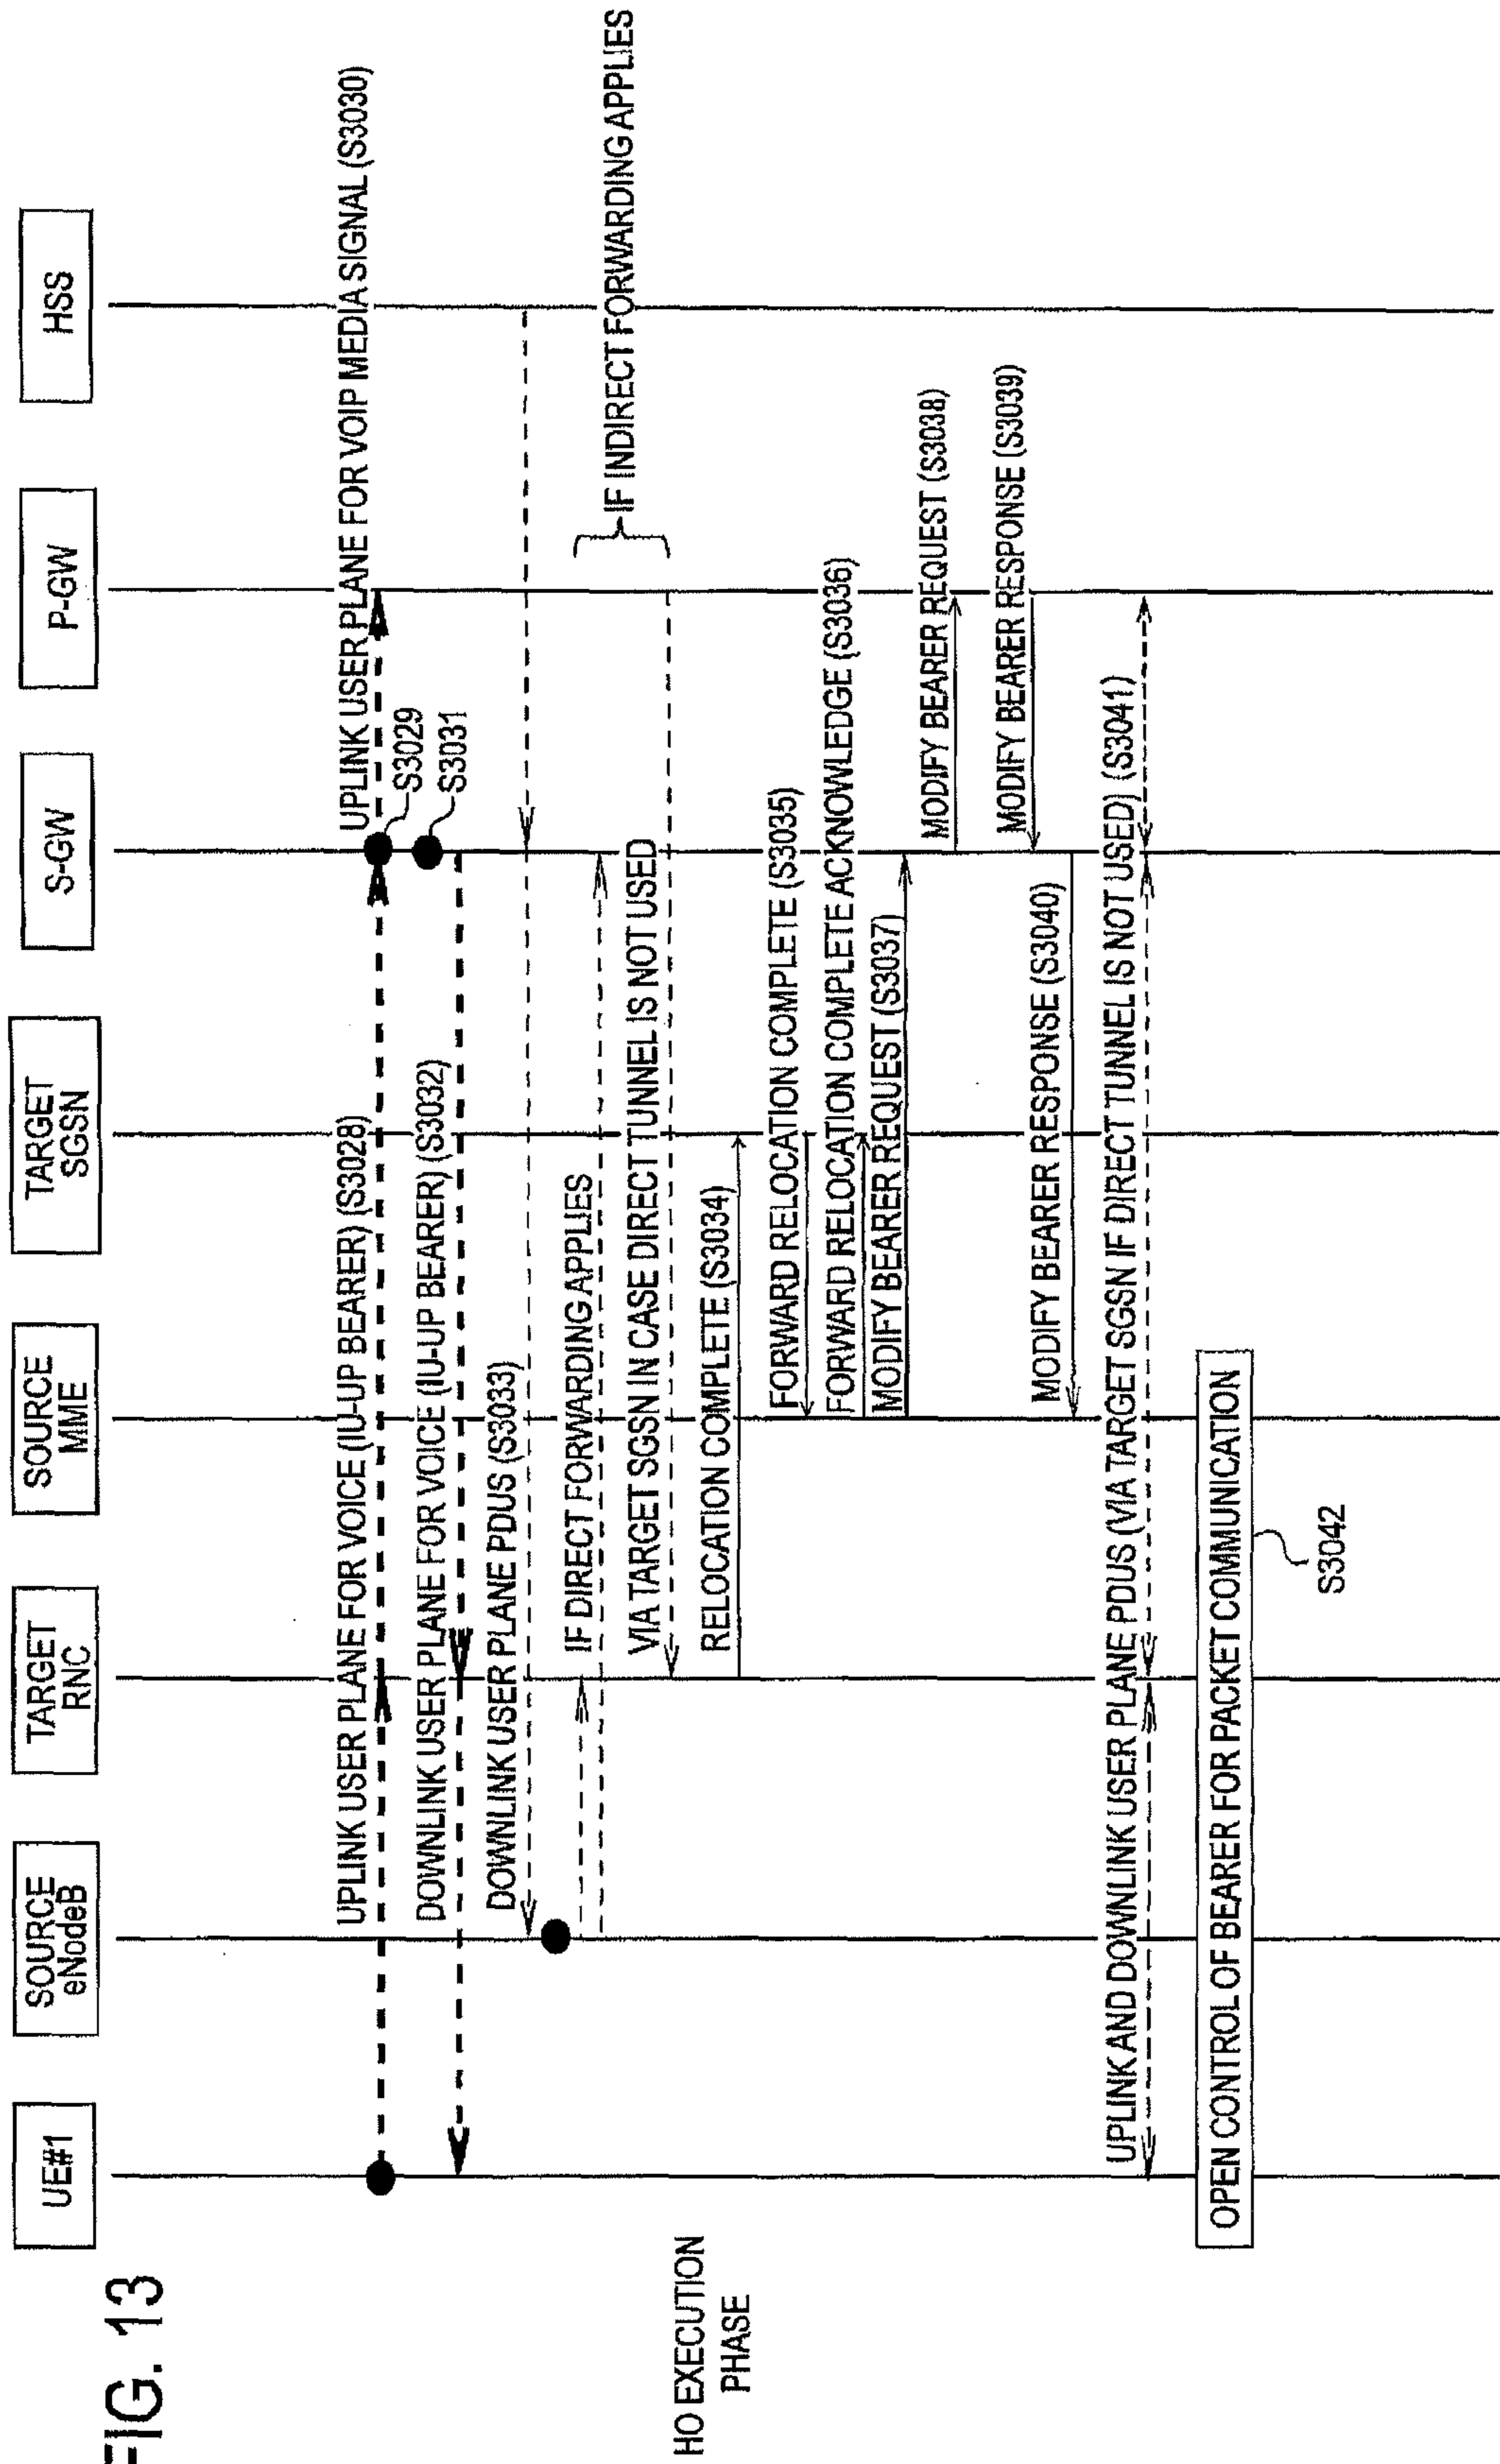 FIG. 13
UE#1
SOURCE
eNodeB
TARGET
RNC
SOURCE
MME
TARGET
SGSN
S-GW
P-GW
HSS
HO EXECUTION
PHASE
UPLINK USER PLANE FOR VOICE (IU-UP BEARER) (S3028)
UPLINK USER PLANE FOR VOIP MEDIA SIGNAL (S3030)
S3029
S3031
DOWNLINK USER PLANE FOR VOICE (IU-UP BEARER) (S3032)
DOWNLINK USER PLANE PDUS (S3033)
IF DIRECT FORWARDING APPLIES
IF INDIRECT FORWARDING APPLIES
VIA TARGET SGSN IN CASE DIRECT TUNNEL IS NOT USED
RELOCATION COMPLETE (S3034)
FORWARD RELOCATION COMPLETE (S3035)
FORWARD RELOCATION COMPLETE ACKNOWLEDGE (S3036)
MODIFY BEARER REQUEST (S3037)
MODIFY BEARER REQUEST (S3038)
MODIFY BEARER RESPONSE (S3039)
MODIFY BEARER RESPONSE (S3040)
UPLINK AND DOWNLINK USER PLANE PDUS (VIA TARGET SGSN IF DIRECT TUNNEL IS NOT USED) (S3041)
OPEN CONTROL OF BEARER FOR PACKET COMMUNICATION
S3042